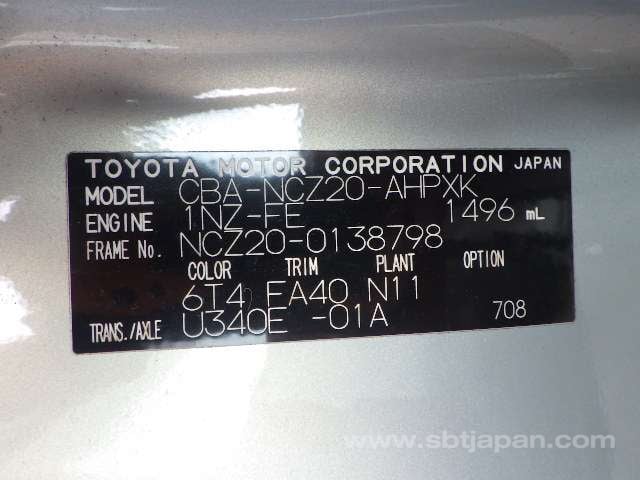 TOYOTA MOTOR CORPORATION JAPAN
MODEL CBA-NCZ20-AHPXK
ENGINE 1NZ-FE 1496 mL
FRAME No. NCZ20-0138798
COLOR TRIM PLANT OPTION
6T4 FA40 N11
TRANS./AXLE U340E -01A 708
www.sbtjapan.com